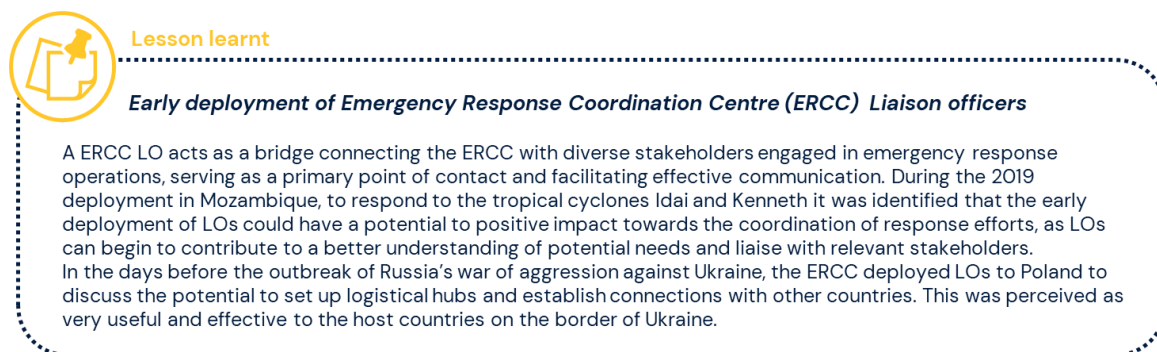 Lesson learnt
Early deployment of Emergency Response Coordination Centre (ERCC) Liaison officers
A ERCC LO acts as a bridge connecting the ERCC with diverse stakeholders engaged in emergency response
operations, serving as a primary point of contact and facilitating effective communication. During the 2019
deployment in Mozambique, to respond to the tropical cyclones Idai and Kenneth it was identified that the early
deployment of LOs could have a potential to positive impact towards the coordination of response efforts, as LOs
can begin to contribute to a better understanding of potential needs and liaise with relevant stakeholders.
In the days before the outbreak of Russia's war of aggression against Ukraine, the ERCC deployed LOs to Poland to
discuss the potential to set up logistical hubs and establish connections with other countries. This was perceived as
very useful and effective to the host countries on the border of Ukraine.